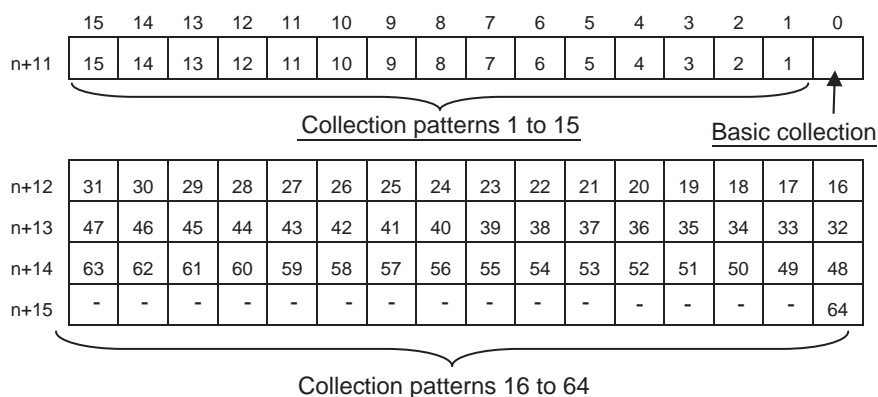 15 14 13 12 11 10 9 8 7 6 5 4 3 2 1 0
n+11 15 14 13 12 11 10 9 8 7 6 5 4 3 2 1
Collection patterns 1 to 15
Basic collection
n+12 31 30 29 28 27 26 25 24 23 22 21 20 19 18 17 16
n+13 47 46 45 44 43 42 41 40 39 38 37 36 35 34 33 32
n+14 63 62 61 60 59 58 57 56 55 54 53 52 51 50 49 48
n+15 - - - - - - - - - - - - - - - 64
Collection patterns 16 to 64